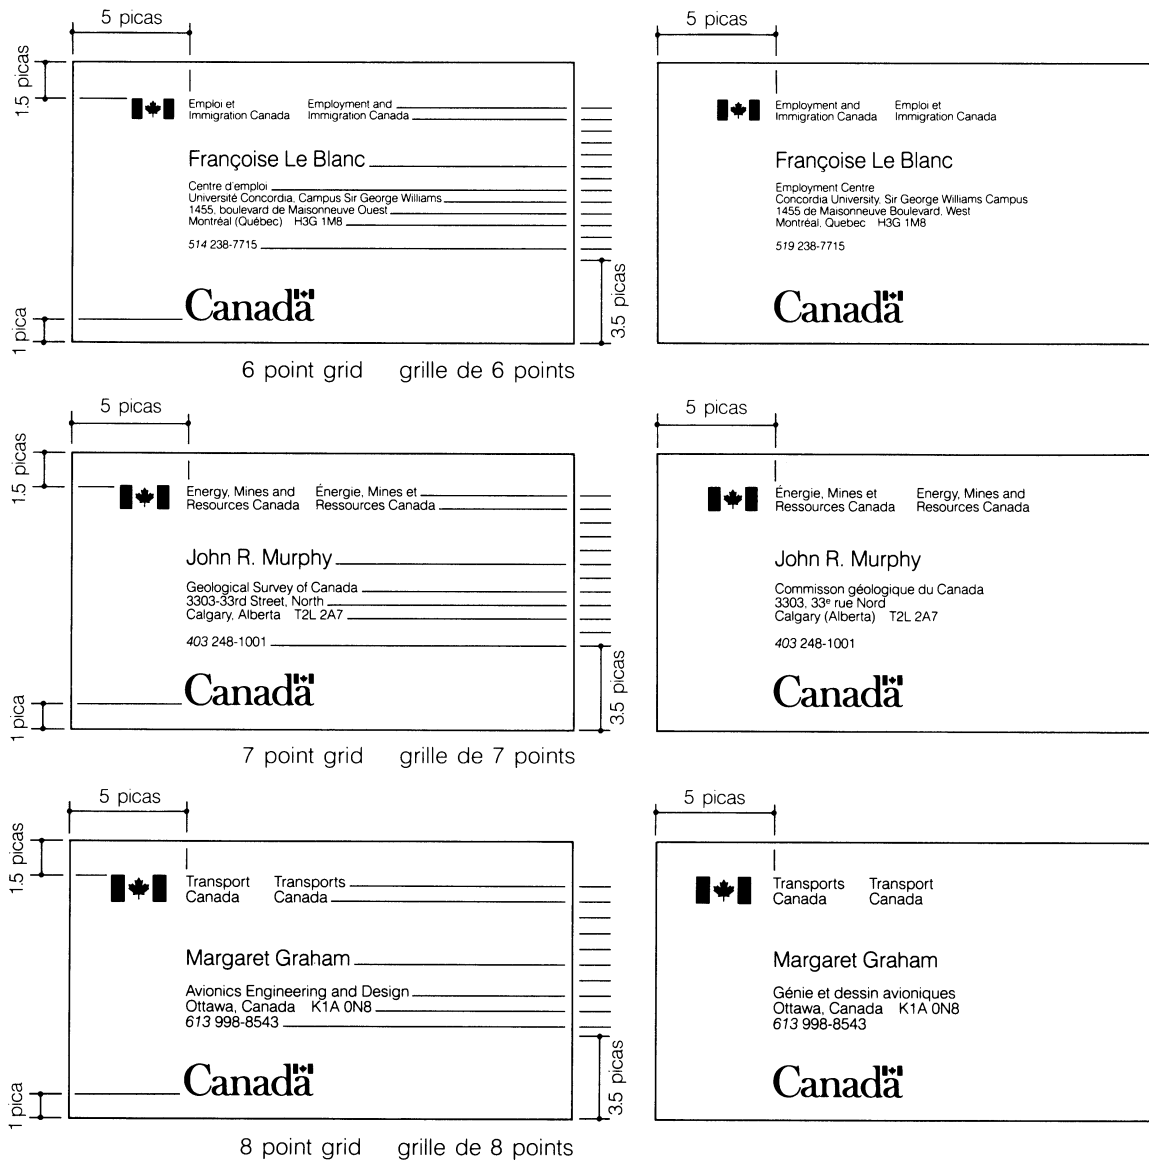 5 picas
1.5 picas
Emploi et Employment and
Immigration Canada Immigration Canada
Françoise Le Blanc
Centre d'emploi
Université Concordia, Campus Sir George Williams
1455, boulevard de Maisonneuve Ouest
Montréal (Québec) H3G 1M8
514 238-7715
Canada
1 pica
3.5 picas
6 point grid grille de 6 points
5 picas
Employment and Emploi et
Immigration Canada Immigration Canada
Françoise Le Blanc
Employment Centre
Concordia University, Sir George Williams Campus
1455 de Maisonneuve Boulevard, West
Montréal, Quebec H3G 1M8
519 238-7715
Canada
5 picas
1.5 picas
Energy, Mines and Énergie, Mines et
Resources Canada Ressources Canada
John R. Murphy
Geological Survey of Canada
3303-33rd Street, North
Calgary, Alberta T2L 2A7
403 248-1001
Canada
1 pica
3.5 picas
7 point grid grille de 7 points
5 picas
Énergie, Mines et Energy, Mines and
Ressources Canada Resources Canada
John R. Murphy
Commisson géologique du Canada
3303, 33e rue Nord
Calgary (Alberta) T2L 2A7
403 248-1001
Canada
5 picas
1.5 picas
Transport Transports
Canada Canada
Margaret Graham
Avionics Engineering and Design
Ottawa, Canada K1A 0N8
613 998-8543
Canada
1 pica
3.5 picas
8 point grid grille de 8 points
5 picas
Transports Transport
Canada Canada
Margaret Graham
Génie et dessin avioniques
Ottawa, Canada K1A 0N8
613 998-8543
Canada